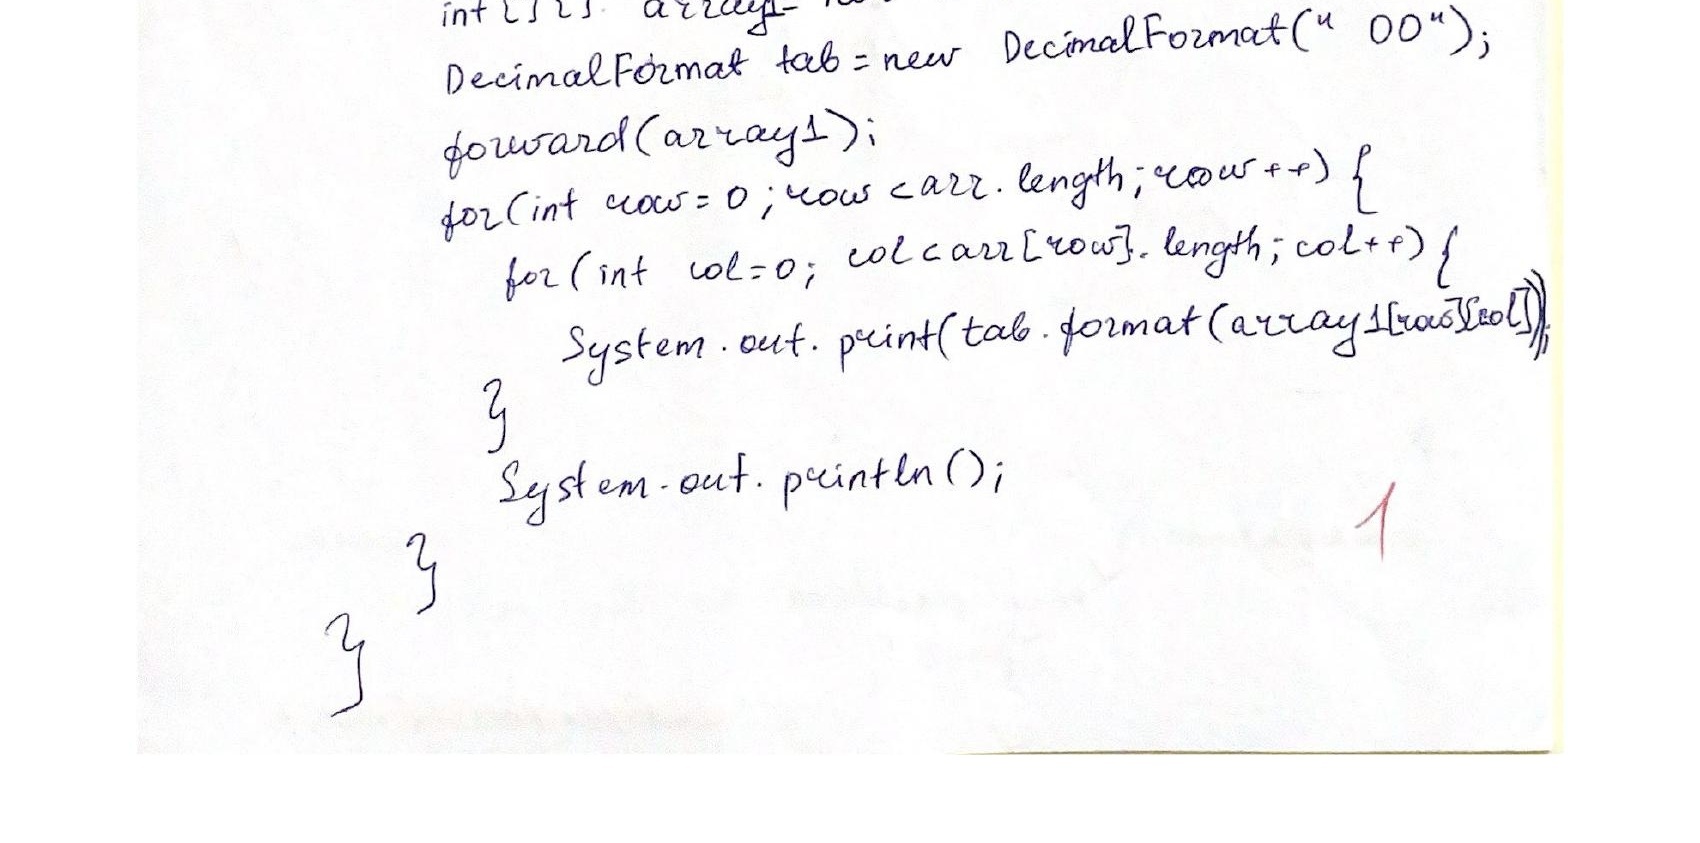 int[][] array1
DecimalFormat tab = new DecimalFormat(" 00");
forward(array1);
for(int row=0; row < arr.length; row++) {
for(int col=0; col < arr[row].length; col++) {
System.out.print(tab.format(array1[row][col]));
}
System.out.println();
}
}
1